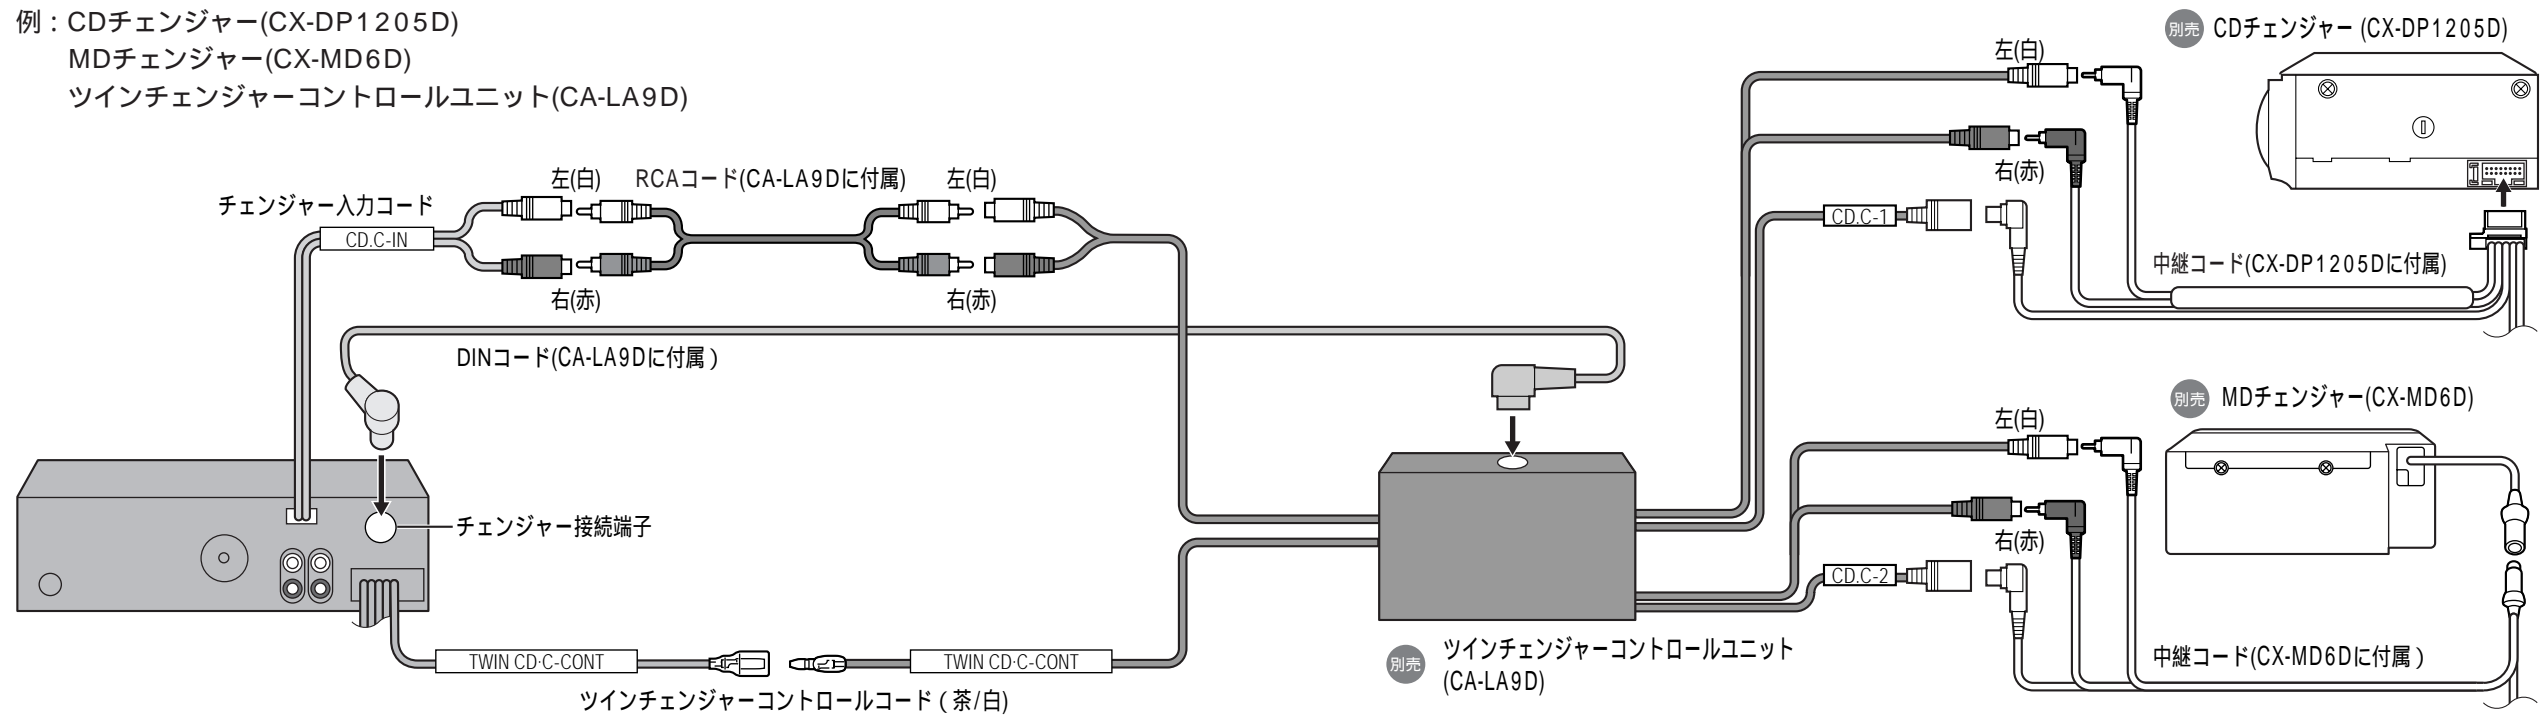 例：CDチェンジャー(CX-DP1205D)
MDチェンジャー(CX-MD6D)
ツインチェンジャーコントロールユニット(CA-LA9D)
別売 CDチェンジャー (CX-DP1205D)
左(白)
右(赤)
CD.C-1
中継コード(CX-DP1205Dに付属)
チェンジャー入力コード
CD.C-IN
左(白)
RCAコード(CA-LA9Dに付属)
左(白)
右(赤)
右(赤)
DINコード(CA-LA9Dに付属)
チェンジャー接続端子
別売 MDチェンジャー(CX-MD6D)
左(白)
右(赤)
CD.C-2
中継コード(CX-MD6Dに付属)
別売 ツインチェンジャーコントロールユニット
(CA-LA9D)
TWIN CD·C-CONT
TWIN CD·C-CONT
ツインチェンジャーコントロールコード（茶/白)